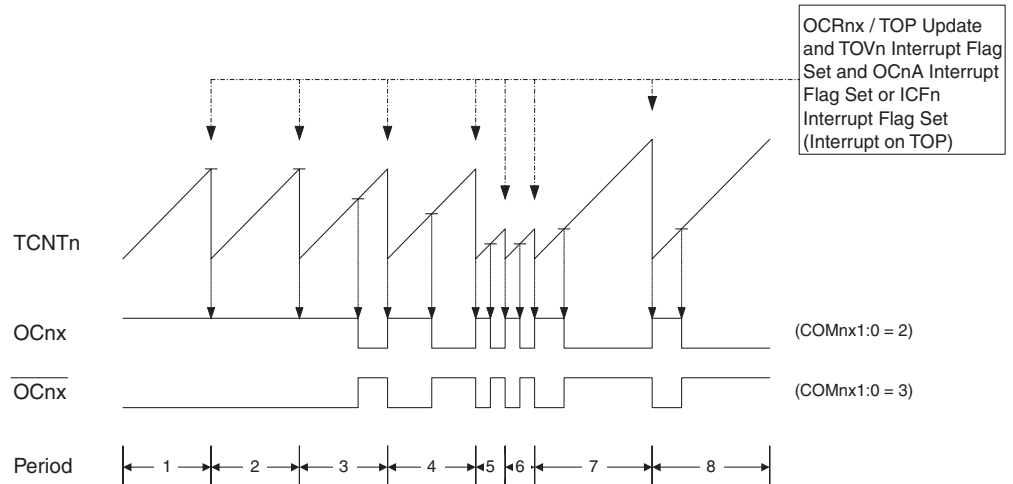 OCRnx / TOP Update
and TOVn Interrupt Flag
Set and OCnA Interrupt
Flag Set or ICFn
Interrupt Flag Set
(Interrupt on TOP)
TCNTn
OCnx (COMnx1:0 = 2)
OCnx (COMnx1:0 = 3)
Period 1 2 3 4 5 6 7 8